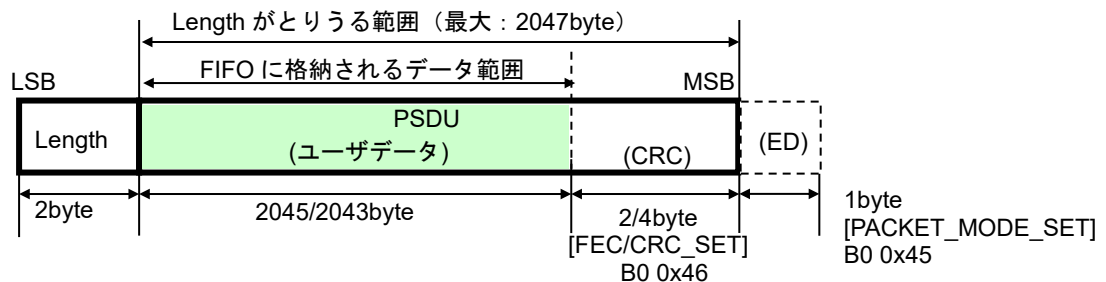 Length がとりうる範囲（最大：2047byte）
FIFO に格納されるデータ範囲
LSB
MSB
Length
PSDU
(ユーザデータ)
(CRC)
(ED)
2byte
2045/2043byte
2/4byte
[FEC/CRC_SET]
B0 0x46
1byte
[PACKET_MODE_SET]
B0 0x45